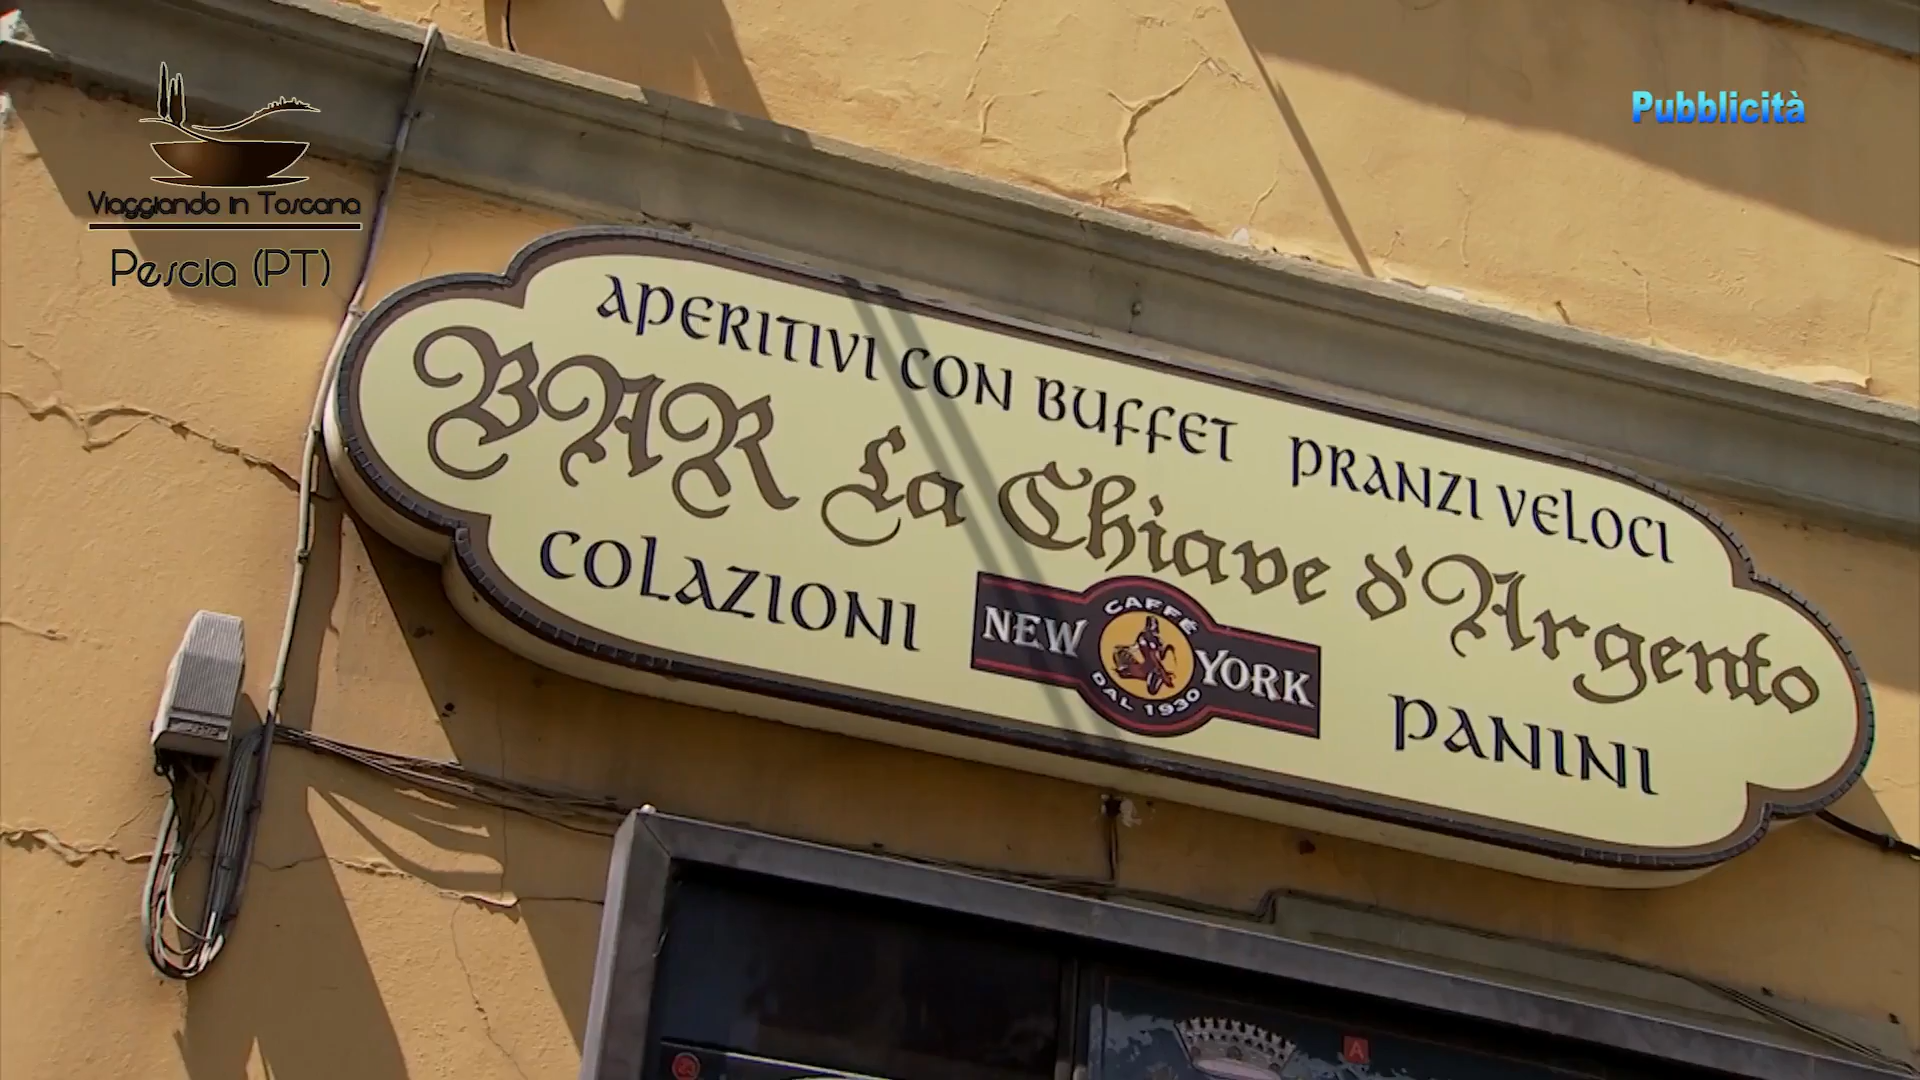 Viaggiando in Toscana
Pescia (PT)
Pubblicità
APERITIVI CON BUFFET PRANZI VELOCI
BAR La Chiave d'Argento
COLAZIONI
NEW YORK
CAFFÈ
DAL 1930
PANINI
A